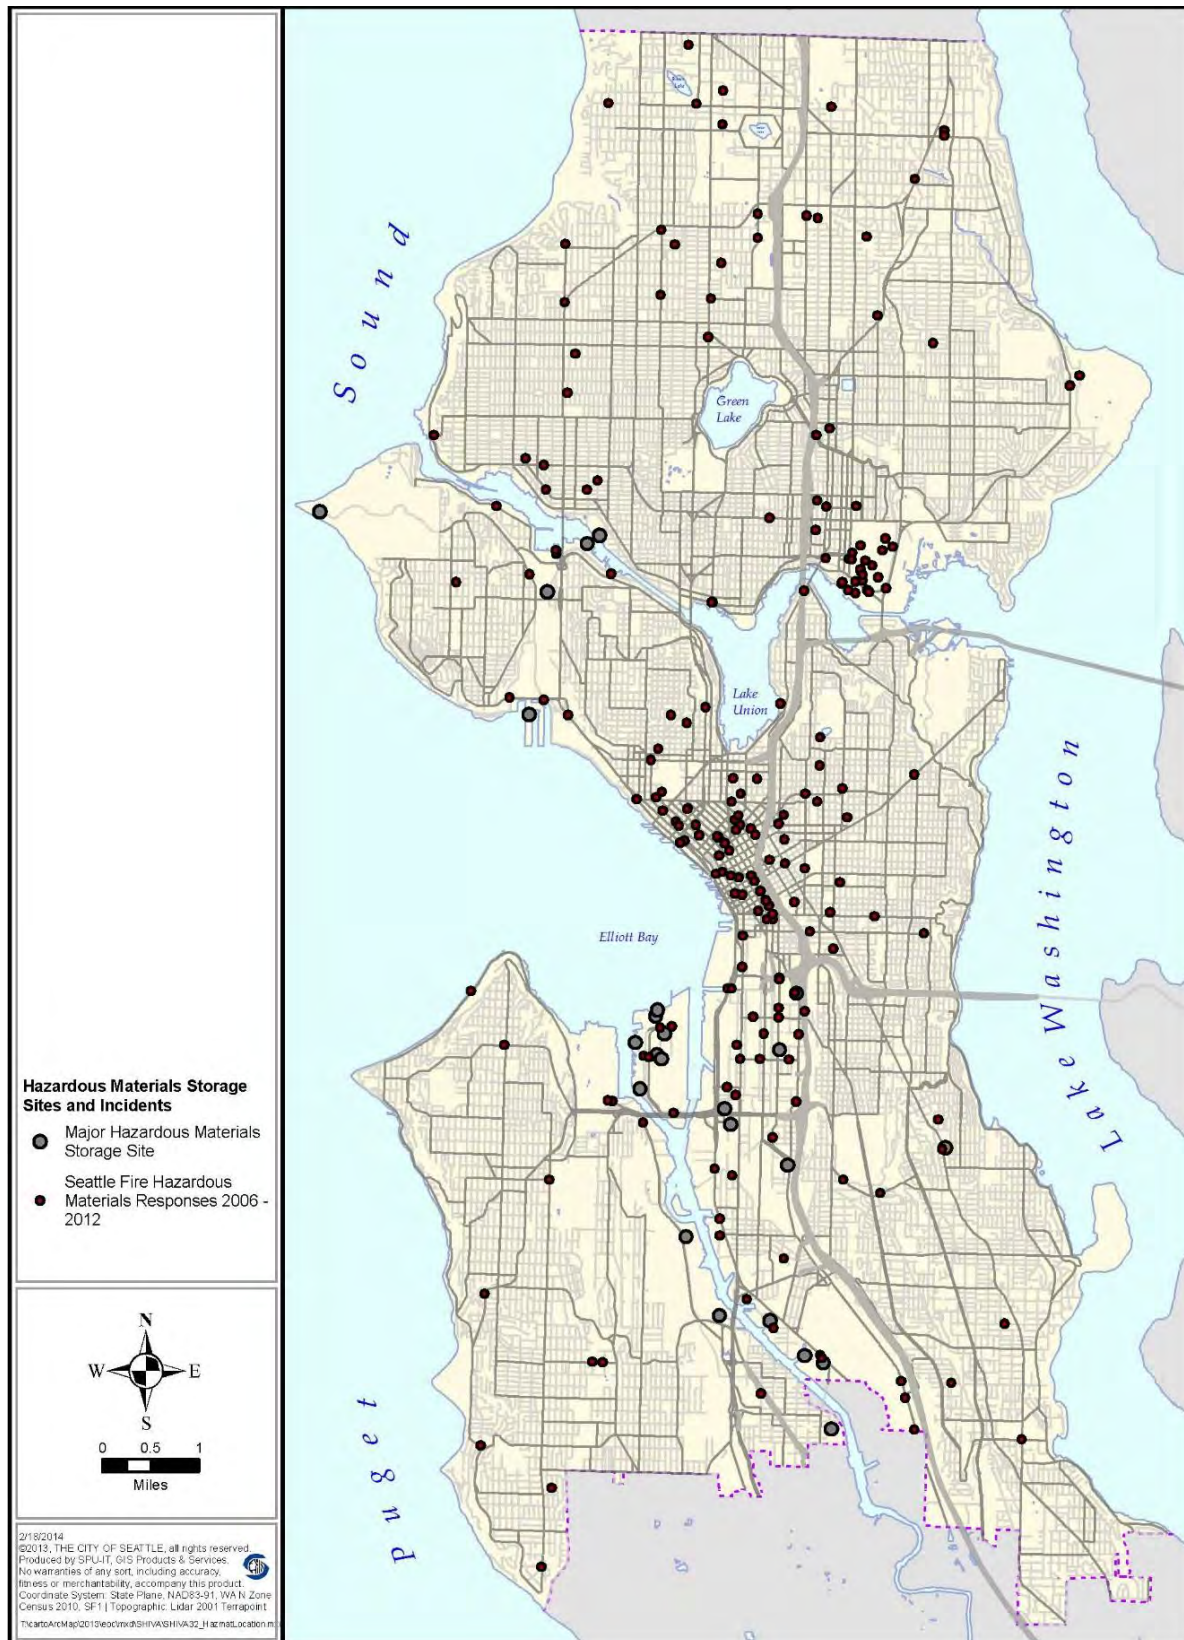 Sound
Green
Lake
Lake
Union
Elliott Bay
Lake Washington
Puget
Hazardous Materials Storage
Sites and Incidents
Major Hazardous Materials
Storage Site
Seattle Fire Hazardous
Materials Responses 2006 -
2012
N
W E
S
0 0.5 1
Miles
2/18/2014
©2013, THE CITY OF SEATTLE, all rights reserved.
Produced by SPU-IT, GIS Products & Services.
No warranties of any sort, including accuracy,
fitness or merchantability, accompany this product.
Coordinate System: State Plane, NAD83-91, WA N Zone
Census 2010, SF1 | Topographic: Lidar 2001 Terrapoint